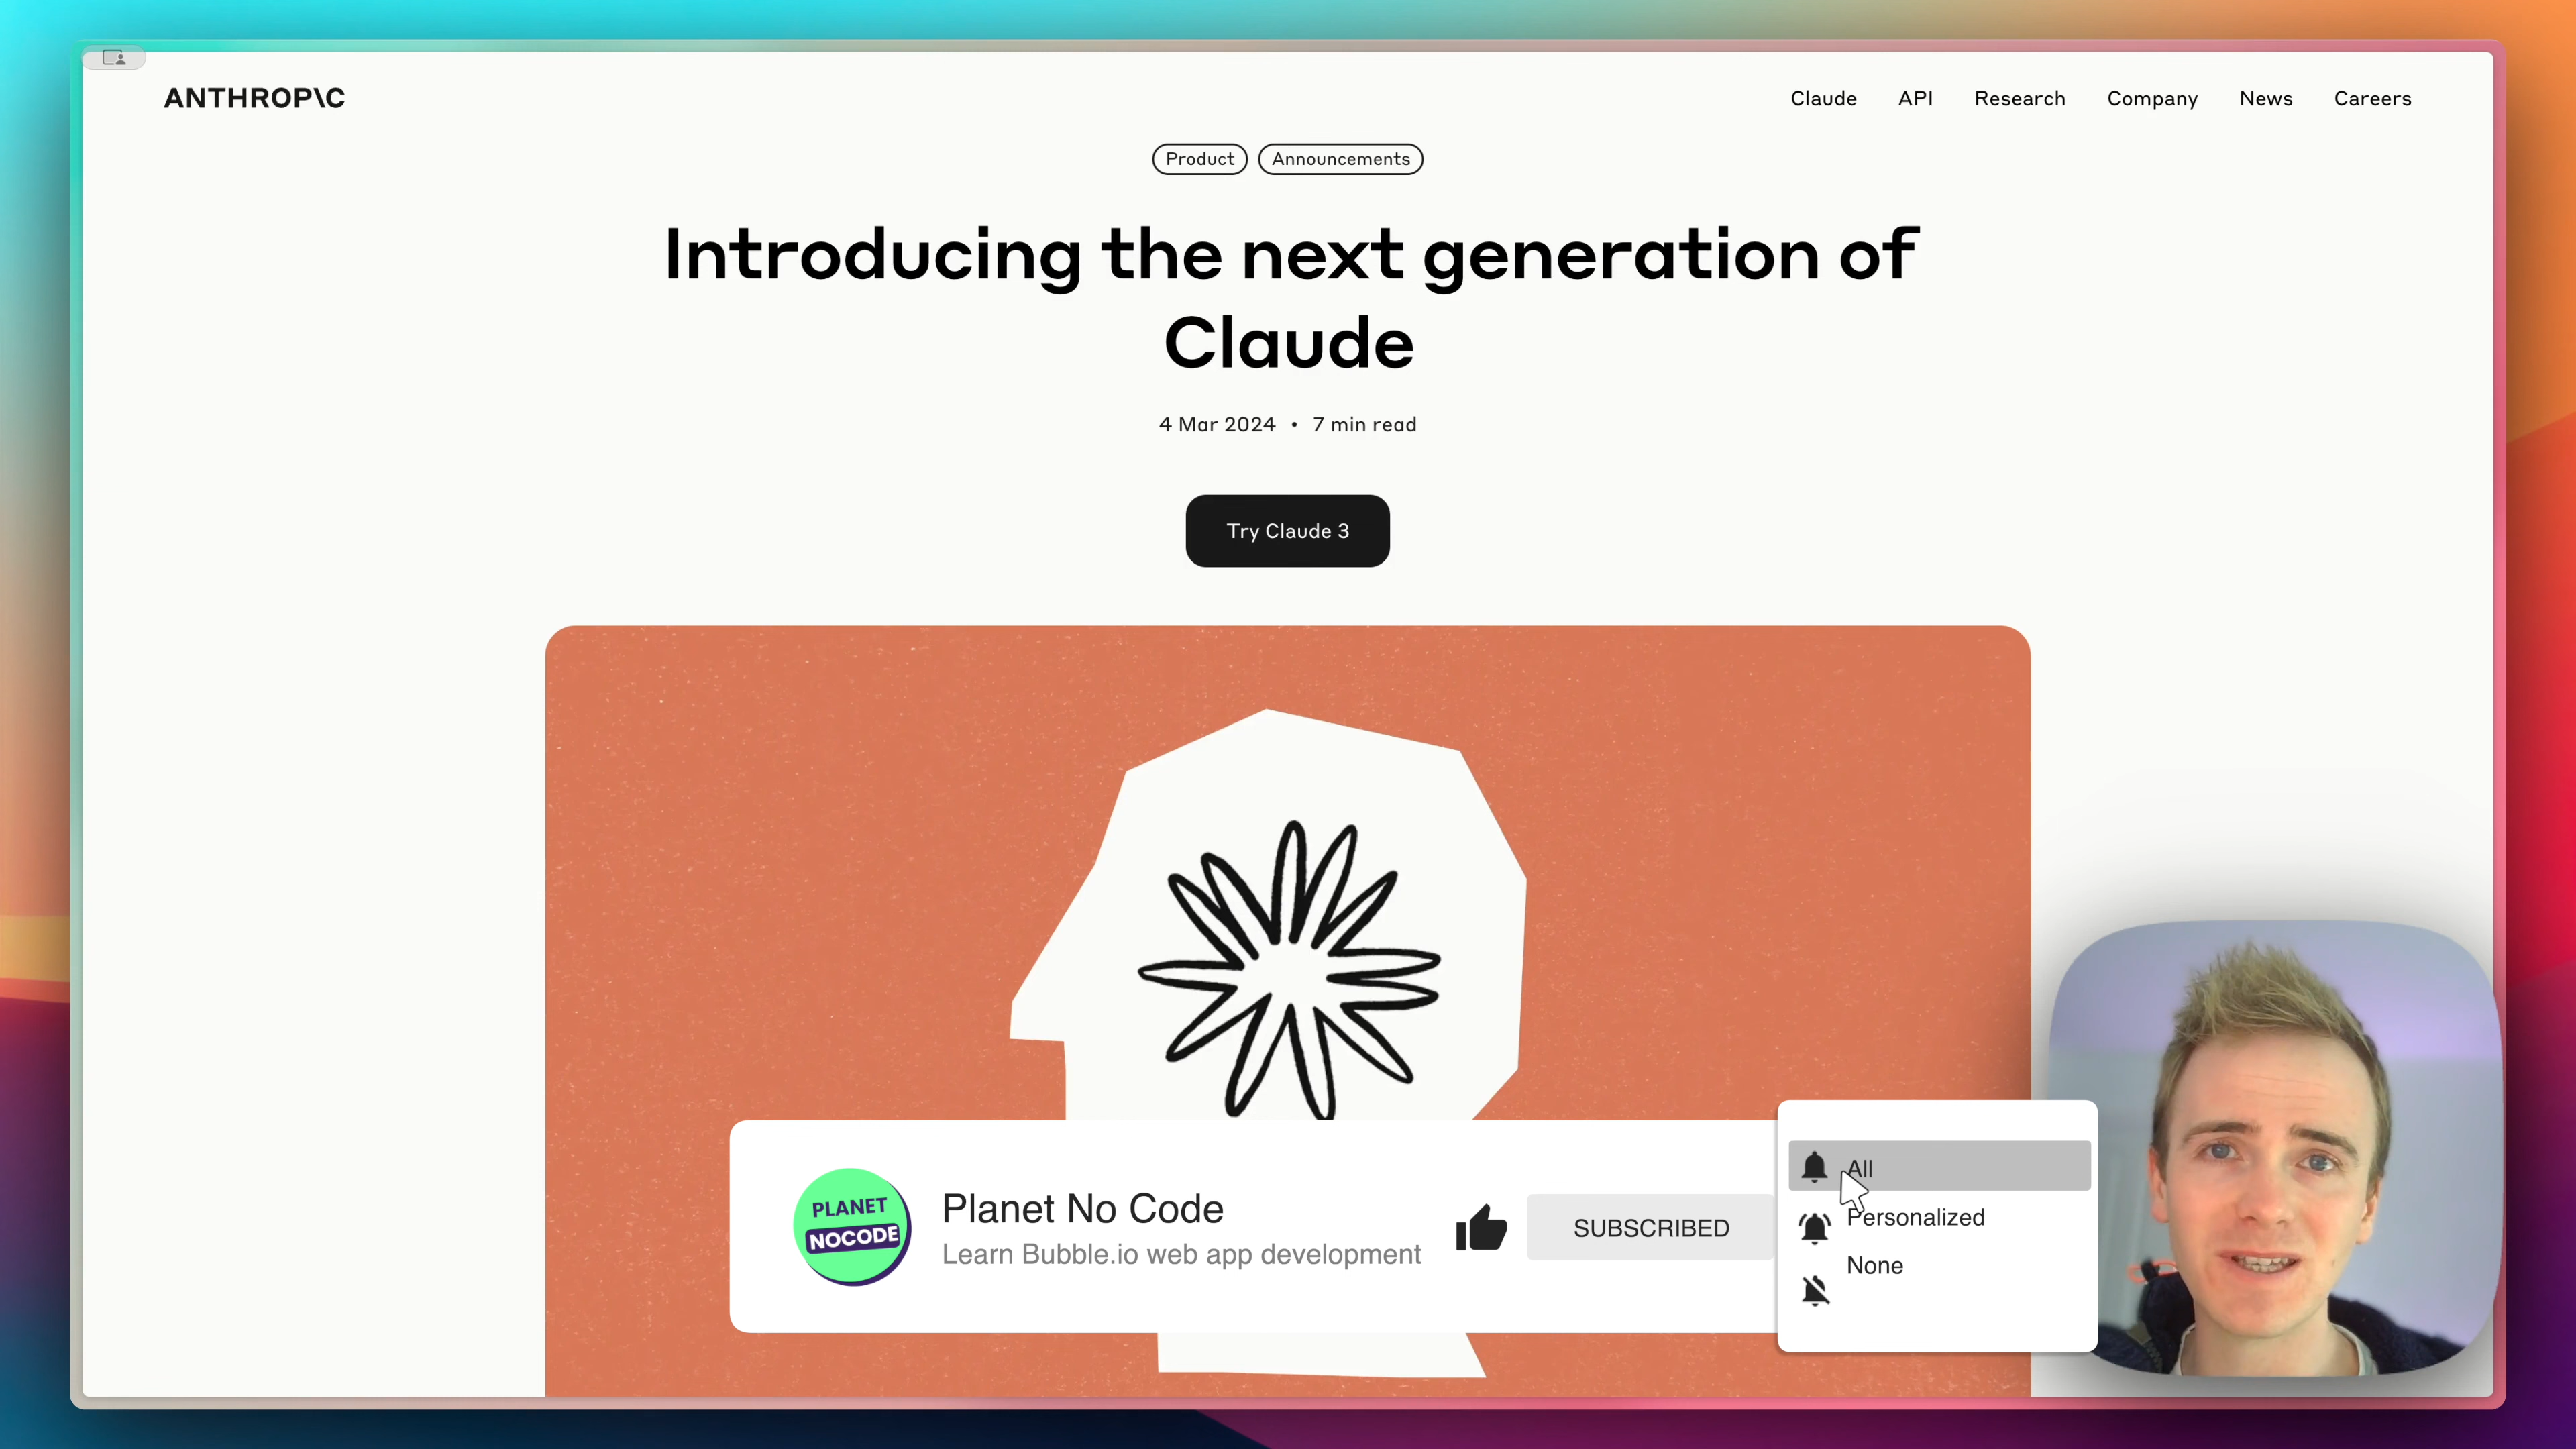 ANTHROP\C
Claude API Research Company News Careers
Product Announcements
Introducing the next generation of
Claude
4 Mar 2024 • 7 min read
Try Claude 3
PLANET
NOCODE
Planet No Code
Learn Bubble.io web app development
SUBSCRIBED
All
Personalized
None